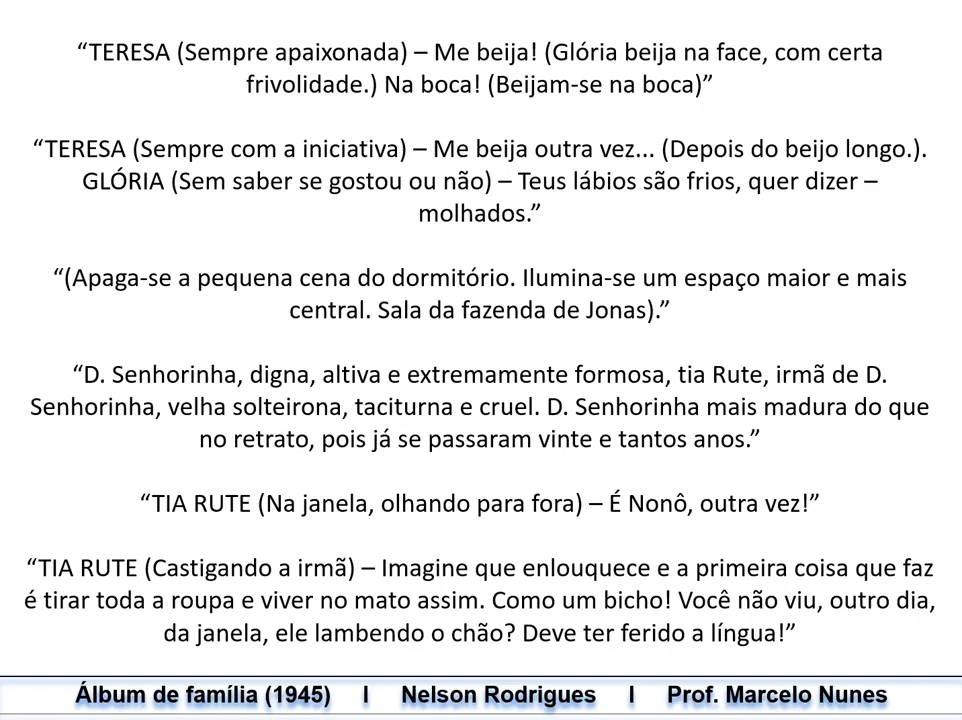 “TERESA (Sempre apaixonada) – Me beija! (Glória beija na face, com certa
frivolidade.) Na boca! (Beijam-se na boca)”
“TERESA (Sempre com a iniciativa) – Me beija outra vez... (Depois do beijo longo.).
GLÓRIA (Sem saber se gostou ou não) – Teus lábios são frios, quer dizer –
molhados.”
“(Apaga-se a pequena cena do dormitório. Ilumina-se um espaço maior e mais
central. Sala da fazenda de Jonas).”
“D. Senhorinha, digna, altiva e extremamente formosa, tia Rute, irmã de D.
Senhorinha, velha solteirona, taciturna e cruel. D. Senhorinha mais madura do que
no retrato, pois já se passaram vinte e tantos anos.”
“TIA RUTE (Na janela, olhando para fora) – É Nonô, outra vez!”
“TIA RUTE (Castigando a irmã) – Imagine que enlouquece e a primeira coisa que faz
é tirar toda a roupa e viver no mato assim. Como um bicho! Você não viu, outro dia,
da janela, ele lambendo o chão? Deve ter ferido a língua!”
Álbum de família (1945) I Nelson Rodrigues I Prof. Marcelo Nunes